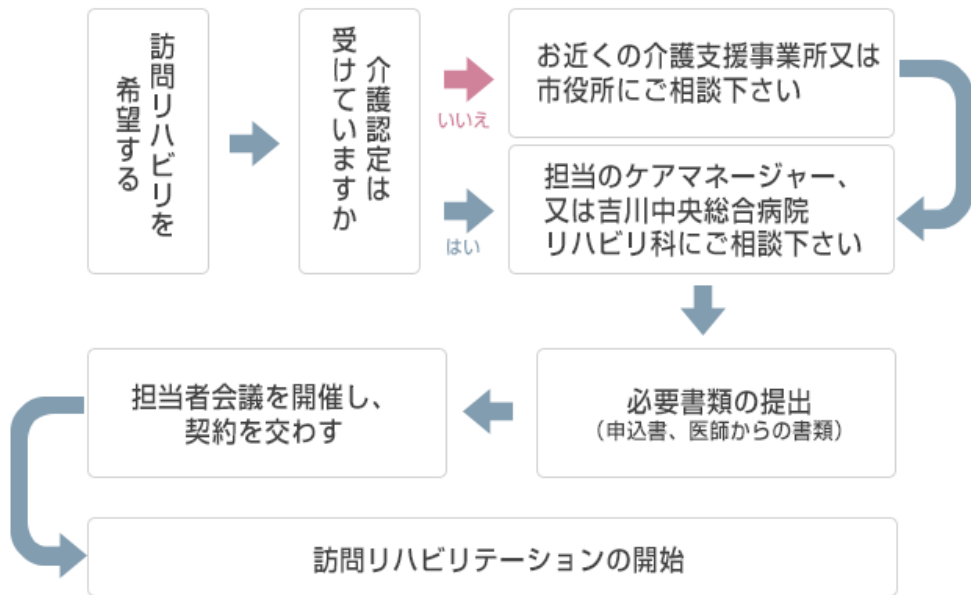 訪問リハビリを
希望する
介護認定は
受けていますか
いいえ
お近くの介護支援事業所又は
市役所にご相談下さい
はい
担当のケアマネージャー、
又は吉川中央総合病院
リハビリ科にご相談下さい
必要書類の提出
（申込書、医師からの書類）
担当者会議を開催し、
契約を交わす
訪問リハビリテーションの開始